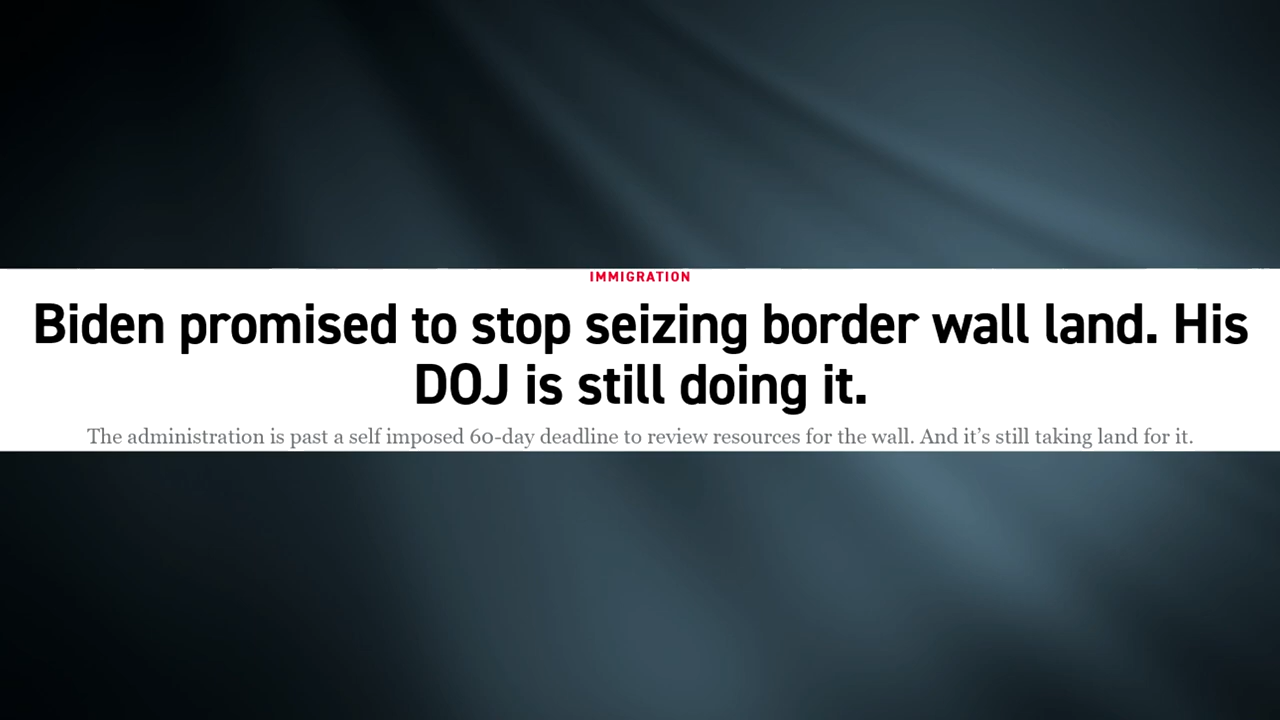 IMMIGRATION
Biden promised to stop seizing border wall land. His
DOJ is still doing it.
The administration is past a self imposed 60-day deadline to review resources for the wall. And it’s still taking land for it.